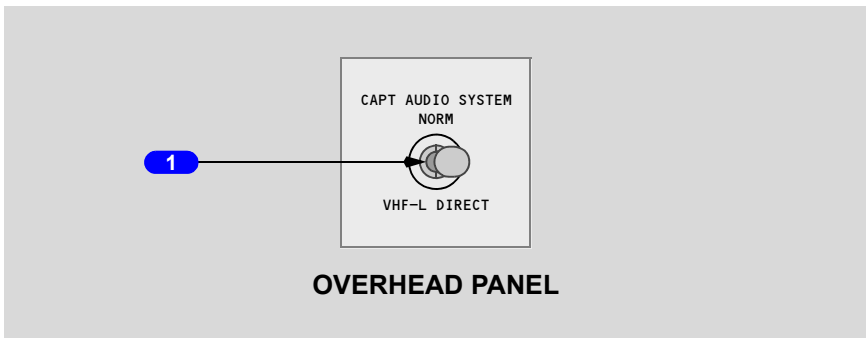 CAPT AUDIO SYSTEM
NORM
1
VHF-L DIRECT
OVERHEAD PANEL